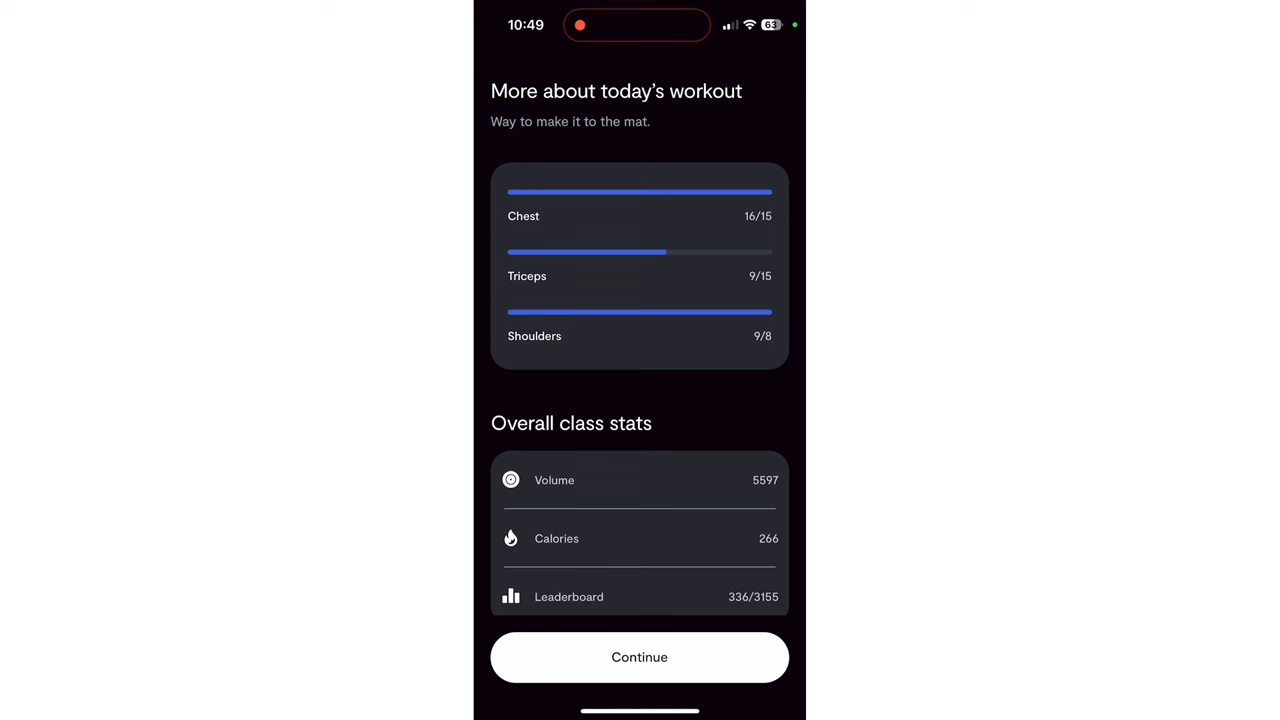 10:49
63
More about today's workout
Way to make it to the mat.
Chest 16/15
Triceps 9/15
Shoulders 9/8
Overall class stats
Volume 5597
Calories 266
Leaderboard 336/3155
Continue